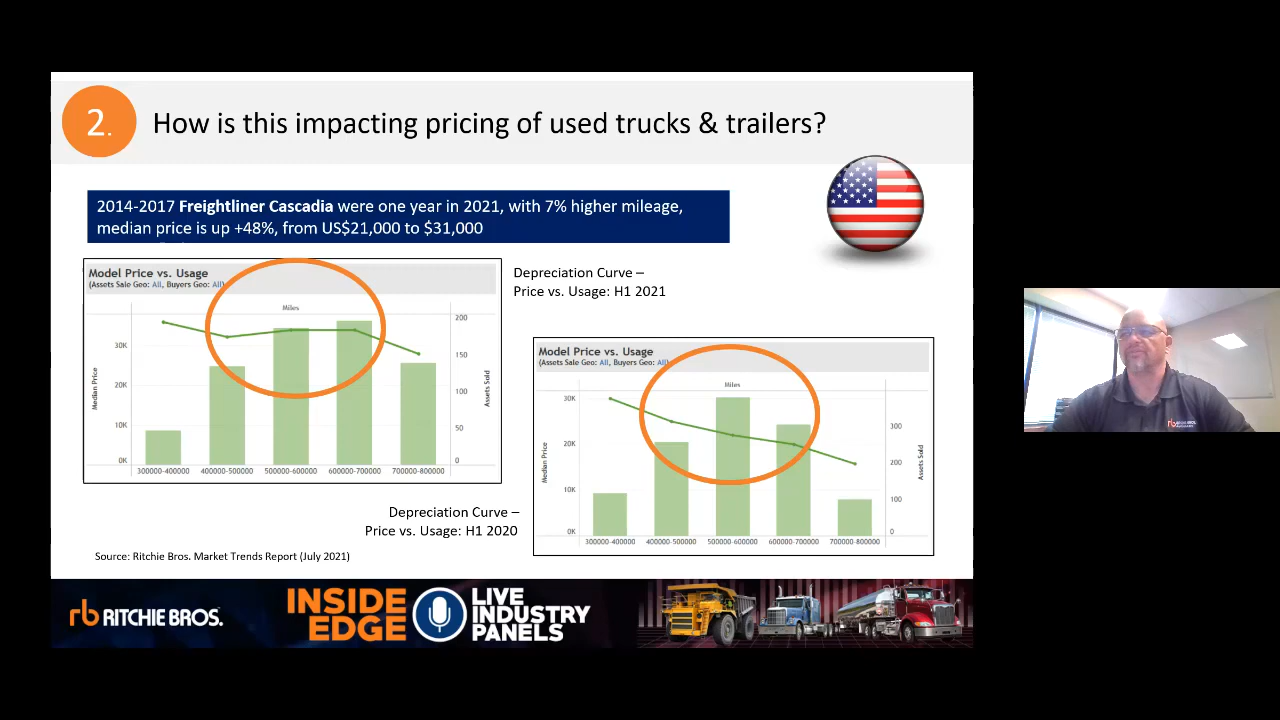 2.
How is this impacting pricing of used trucks & trailers?
2014-2017 Freightliner Cascadia were one year in 2021, with 7% higher mileage,
median price is up +48%, from US$21,000 to $31,000
Model Price vs. Usage
(Assets Sale Geo: All, Buyers Geo: All)
Miles
Median Price
30K
20K
10K
0K
200
150
100
50
0
Assets Sold
300000-400000 400000-500000 500000-600000 600000-700000 700000-800000
Depreciation Curve –
Price vs. Usage: H1 2021
Model Price vs. Usage
(Assets Sale Geo: All, Buyers Geo: All)
Miles
Median Price
30K
20K
10K
0K
300
200
100
0
Assets Sold
300000-400000 400000-500000 500000-600000 600000-700000 700000-800000
Depreciation Curve –
Price vs. Usage: H1 2020
Source: Ritchie Bros. Market Trends Report (July 2021)
rb RITCHIE BROS.
INSIDE
EDGE
LIVE
INDUSTRY
PANELS